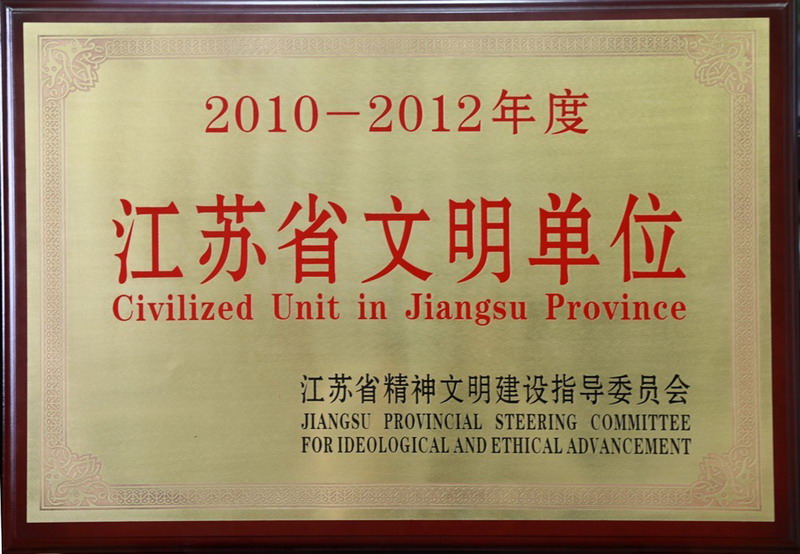 2010-2012年度
江苏省文明单位
Civilized Unit in Jiangsu Province
江苏省精神文明建设指导委员会
JIANGSU PROVINCIAL STEERING COMMITTEE
FOR IDEOLOGICAL AND ETHICAL ADVANCEMENT